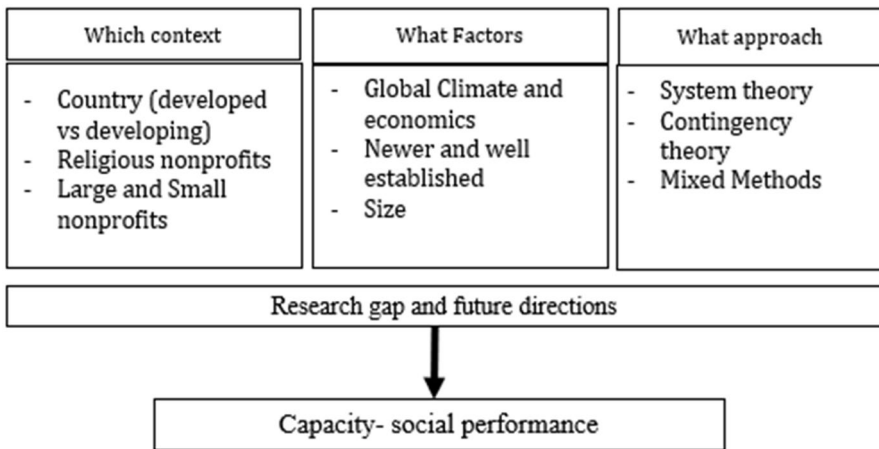 Which context
- Country (developed
vs developing)
- Religious nonprofits
- Large and Small
nonprofits
What Factors
- Global Climate and
economics
- Newer and well
established
- Size
What approach
- System theory
- Contingency
theory
- Mixed Methods
Research gap and future directions
Capacity- social performance